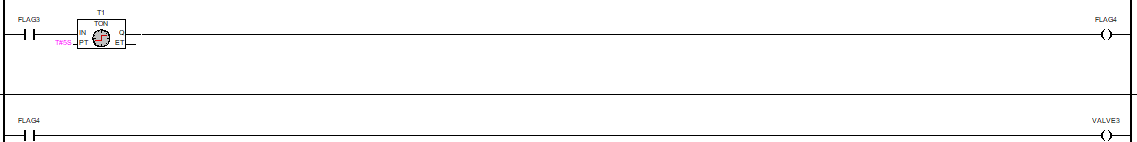 T1
FLAG3
TON
FLAG4
IN Q
T#5S PT ET
FLAG4
VALVE3